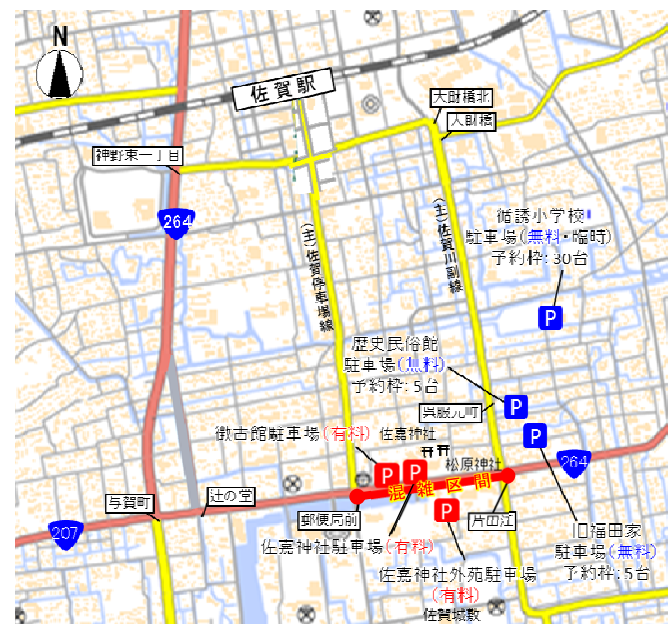 N
佐賀駅
大財橋北
大財橋
神野東一丁目
264
(主)佐賀停車場線
(主)佐賀川副線
循誘小学校
駐車場(無料・臨時)
予約枠：30台
P
歴史民俗館
駐車場(無料)
予約枠：5台
P
呉服元町
P
徴古館駐車場(有料)
佐嘉神社
松原神社
264
P
P
混雑区間
与賀町
辻の堂
郵便局前
片田江
207
P
佐嘉神社駐車場(有料)
旧福田家
駐車場(無料)
予約枠：5台
佐嘉神社外苑駐車場
(有料)
佐賀城敷